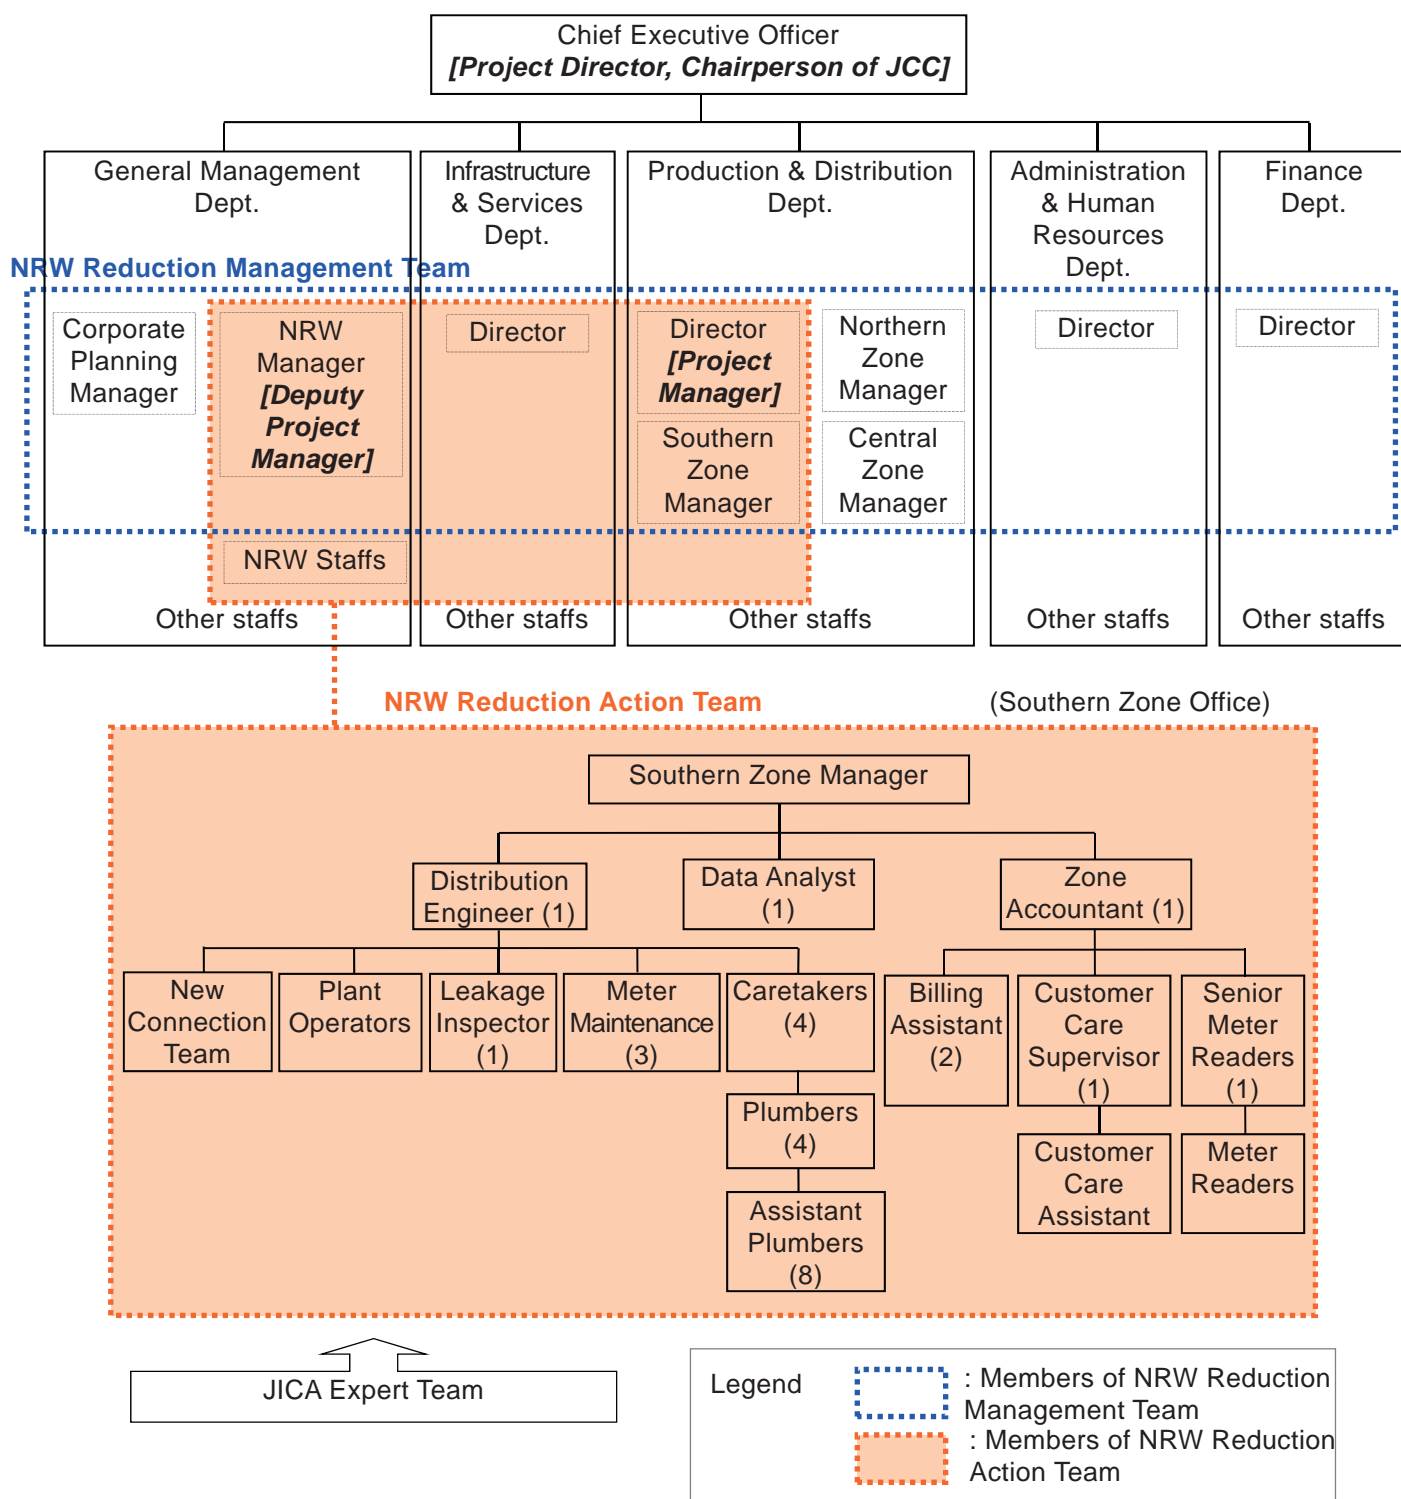 Chief Executive Officer
[Project Director, Chairperson of JCC]
General Management
Dept.
Infrastructure
& Services
Dept.
Production & Distribution
Dept.
Administration
& Human
Resources
Dept.
Finance
Dept.
NRW Reduction Management Team
Corporate
Planning
Manager
NRW
Manager
[Deputy
Project
Manager]
Director
Director
[Project
Manager]
Northern
Zone
Manager
Southern
Zone
Manager
Central
Zone
Manager
Director
Director
NRW Staffs
Other staffs
Other staffs
Other staffs
Other staffs
Other staffs
NRW Reduction Action Team
(Southern Zone Office)
Southern Zone Manager
Distribution
Engineer (1)
Data Analyst
(1)
Zone
Accountant (1)
New
Connection
Team
Plant
Operators
Leakage
Inspector
(1)
Meter
Maintenance
(3)
Caretakers
(4)
Billing
Assistant
(2)
Customer
Care
Supervisor
(1)
Senior
Meter
Readers
(1)
Plumbers
(4)
Customer
Care
Assistant
Meter
Readers
Assistant
Plumbers
(8)
JICA Expert Team
Legend
: Members of NRW Reduction
Management Team
: Members of NRW Reduction
Action Team